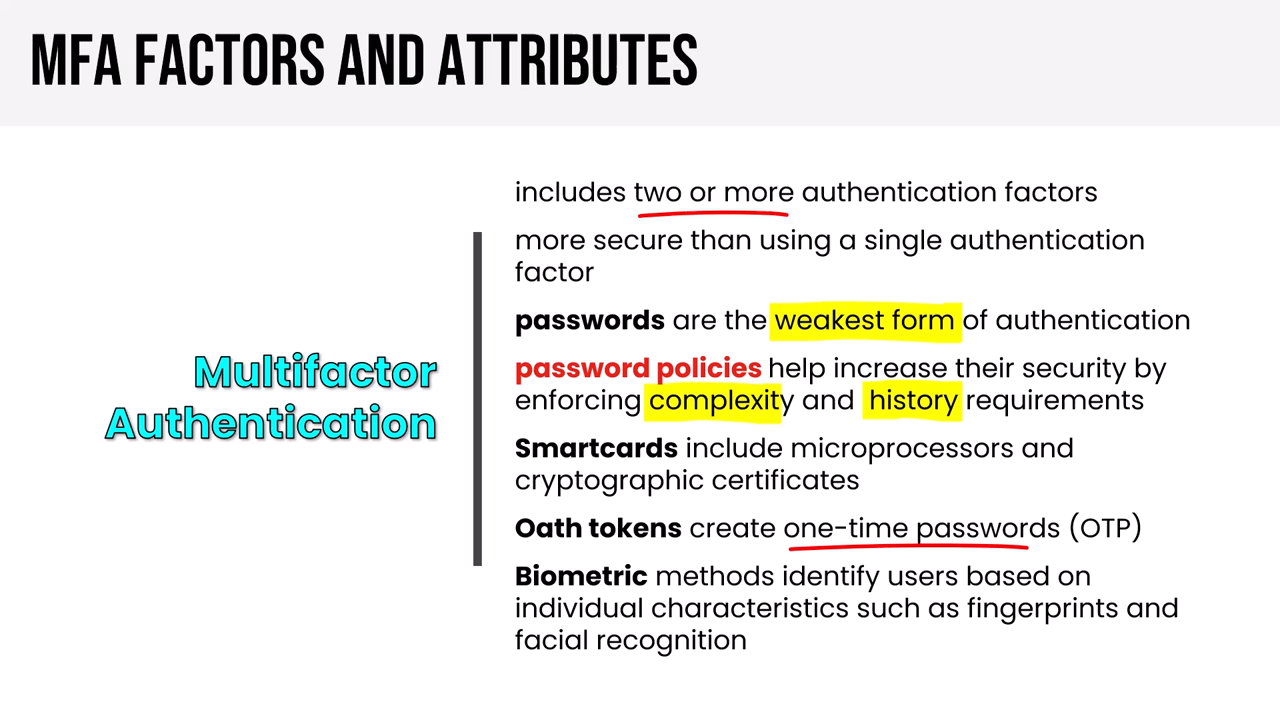 MFA FACTORS AND ATTRIBUTES
Multifactor
Authentication
includes two or more authentication factors
more secure than using a single authentication
factor
passwords are the weakest form of authentication
password policies help increase their security by
enforcing complexity and history requirements
Smartcards include microprocessors and
cryptographic certificates
Oath tokens create one-time passwords (OTP)
Biometric methods identify users based on
individual characteristics such as fingerprints and
facial recognition